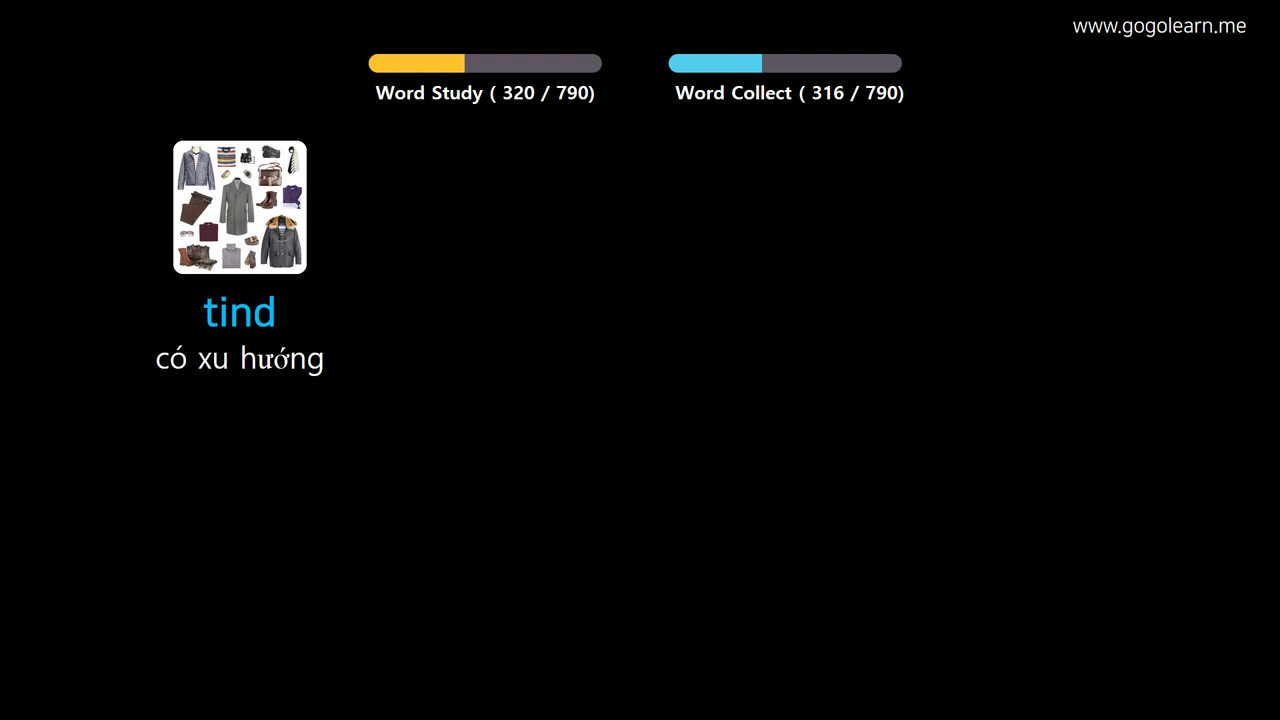 www.gogolearn.me
Word Study ( 320 / 790)
Word Collect ( 316 / 790)
tind
có xu hướng